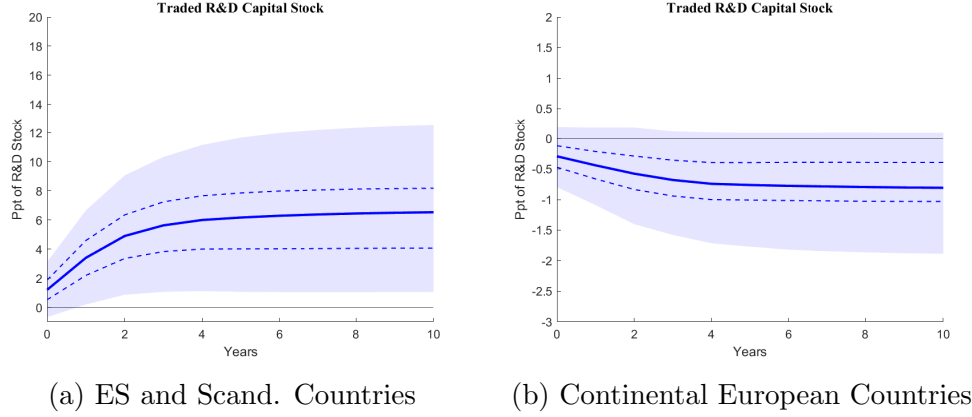 Traded R&D Capital Stock
20
18
16
14
12
10
8
6
4
2
0
Ppt of R&D Stock
0 2 4 6 8 10
Years
(a) ES and Scand. Countries
Traded R&D Capital Stock
2
1.5
1
0.5
0
-0.5
-1
-1.5
-2
-2.5
-3
Ppt of R&D Stock
0 2 4 6 8 10
Years
(b) Continental European Countries